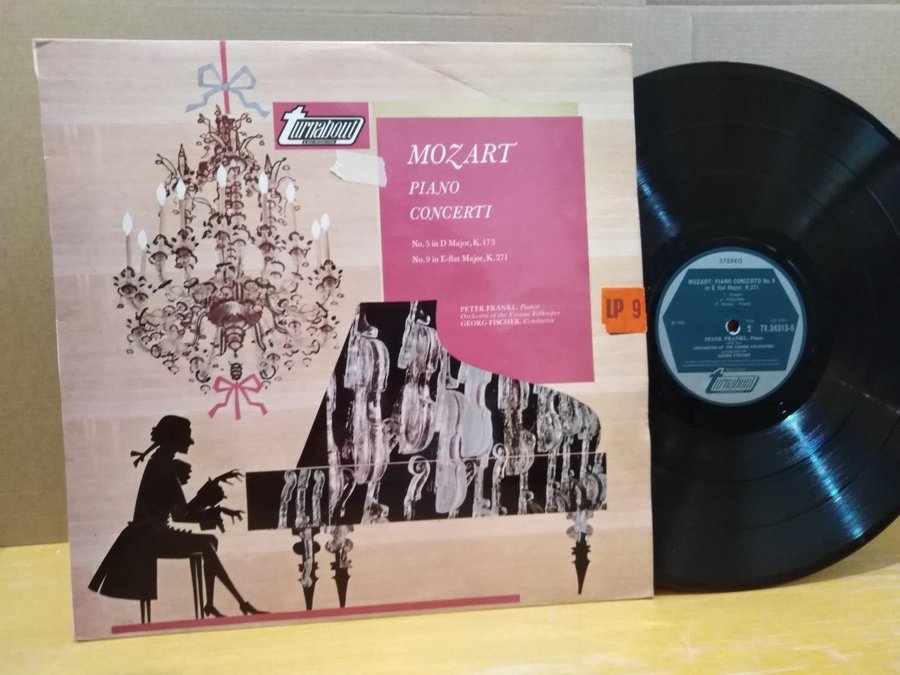 turnabout
MOZART
PIANO
CONCERTI
No. 5 in D Major, K. 175
No. 9 in E-flat Major, K. 271
PETER FRANKL, Pianist
Orchestra of the Vienna Volksoper
GEORG FISCHER, Conductor
LP 9
STEREO
MOZART: PIANO CONCERTO No. 9
in E flat Major, K.271
2
TV.34313-S
PETER FRANKL, Piano
ORCHESTRA OF THE VIENNA VOLKSOPER
GEORG FISCHER
turnabout